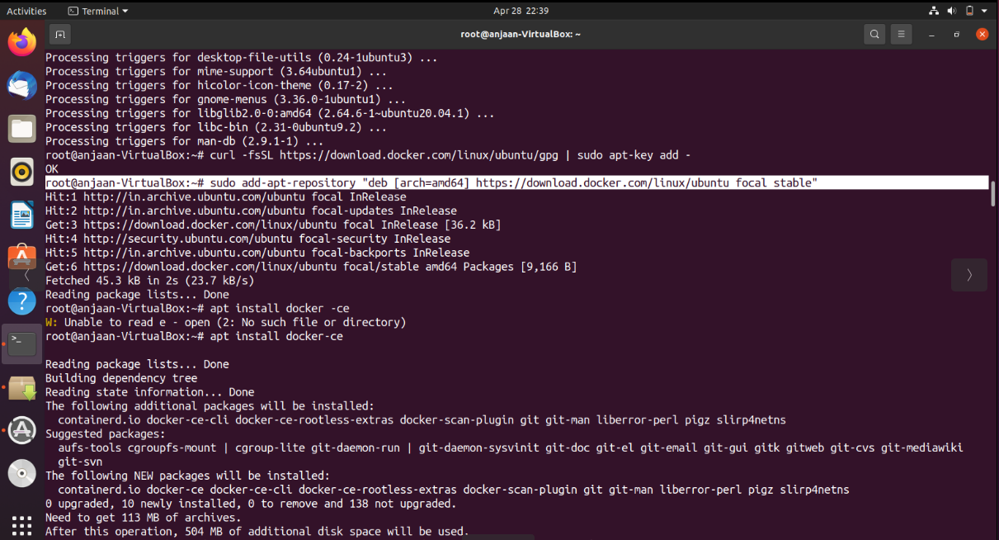 Activities
Terminal
Apr 28 22:39
root@anjaan-VirtualBox: ~
Processing triggers for desktop-file-utils (0.24-1ubuntu3) ...
Processing triggers for mime-support (3.64ubuntu1) ...
Processing triggers for hicolor-icon-theme (0.17-2) ...
Processing triggers for gnome-menus (3.36.0-1ubuntu1) ...
Processing triggers for libglib2.0-0:amd64 (2.64.6-1~ubuntu20.04.1) ...
Processing triggers for libc-bin (2.31-0ubuntu9.2) ...
Processing triggers for man-db (2.9.1-1) ...
root@anjaan-VirtualBox:~# curl -fsSL https://download.docker.com/linux/ubuntu/gpg | sudo apt-key add -
OK
root@anjaan-VirtualBox:~# sudo add-apt-repository "deb [arch=amd64] https://download.docker.com/linux/ubuntu focal stable"
Hit:1 http://in.archive.ubuntu.com/ubuntu focal InRelease
Hit:2 http://in.archive.ubuntu.com/ubuntu focal-updates InRelease
Get:3 https://download.docker.com/linux/ubuntu focal InRelease [36.2 kB]
Hit:4 http://security.ubuntu.com/ubuntu focal-security InRelease
Hit:5 http://in.archive.ubuntu.com/ubuntu focal-backports InRelease
Get:6 https://download.docker.com/linux/ubuntu focal/stable amd64 Packages [9,166 B]
Fetched 45.3 kB in 2s (23.7 kB/s)
Reading package lists... Done
root@anjaan-VirtualBox:~# apt install docker -ce
W: Unable to read e - open (2: No such file or directory)
root@anjaan-VirtualBox:~# apt install docker-ce
Reading package lists... Done
Building dependency tree
Reading state information... Done
The following additional packages will be installed:
containerd.io docker-ce-cli docker-ce-rootless-extras docker-scan-plugin git git-man liberror-perl pigz slirp4netns
Suggested packages:
aufs-tools cgroupfs-mount | cgroup-lite git-daemon-run | git-daemon-sysvinit git-doc git-el git-email git-gui gitk gitweb git-cvs git-mediawiki
git-svn
The following NEW packages will be installed:
containerd.io docker-ce docker-ce-cli docker-ce-rootless-extras docker-scan-plugin git git-man liberror-perl pigz slirp4netns
0 upgraded, 10 newly installed, 0 to remove and 138 not upgraded.
Need to get 113 MB of archives.
After this operation, 504 MB of additional disk space will be used.